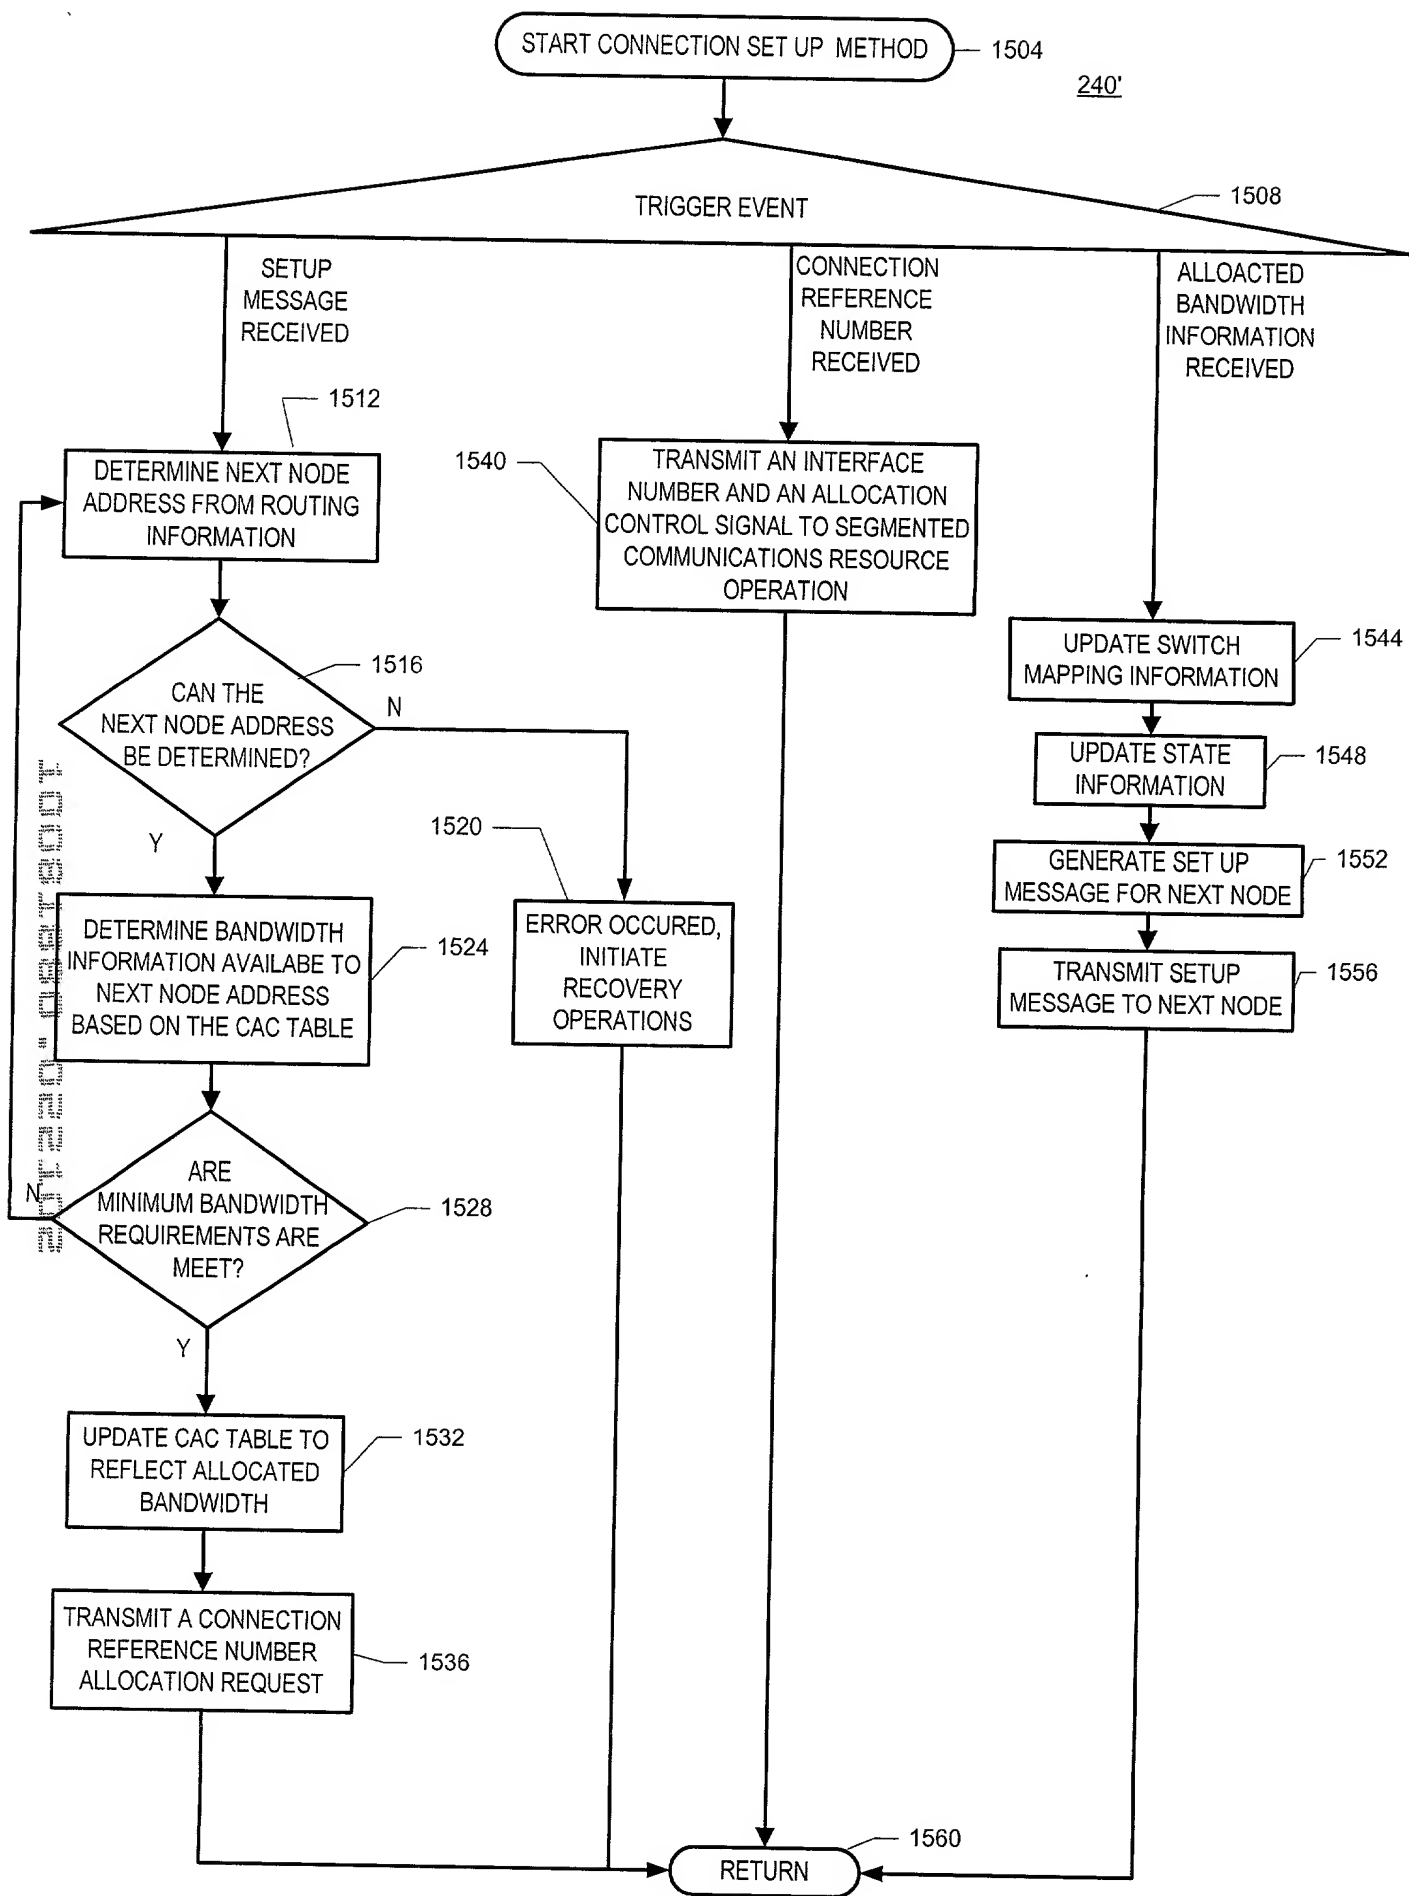 START CONNECTION SET UP METHOD
1504
240'
TRIGGER EVENT
1508
SETUP
MESSAGE
RECEIVED
CONNECTION
REFERENCE
NUMBER
RECEIVED
ALLOACTED
BANDWIDTH
INFORMATION
RECEIVED
1512
DETERMINE NEXT NODE
ADDRESS FROM ROUTING
INFORMATION
1540
TRANSMIT AN INTERFACE
NUMBER AND AN ALLOCATION
CONTROL SIGNAL TO SEGMENTED
COMMUNICATIONS RESOURCE
OPERATION
1516
CAN THE
NEXT NODE ADDRESS
BE DETERMINED?
N
Y
UPDATE SWITCH
MAPPING INFORMATION
1544
UPDATE STATE
INFORMATION
1548
GENERATE SET UP
MESSAGE FOR NEXT NODE
1552
TRANSMIT SETUP
MESSAGE TO NEXT NODE
1556
1520
ERROR OCCURED,
INITIATE
RECOVERY
OPERATIONS
DETERMINE BANDWIDTH
INFORMATION AVAILABE TO
NEXT NODE ADDRESS
BASED ON THE CAC TABLE
1524
ARE
MINIMUM BANDWIDTH
REQUIREMENTS ARE
MEET?
1528
N
Y
UPDATE CAC TABLE TO
REFLECT ALLOCATED
BANDWIDTH
1532
TRANSMIT A CONNECTION
REFERENCE NUMBER
ALLOCATION REQUEST
1536
1560
RETURN